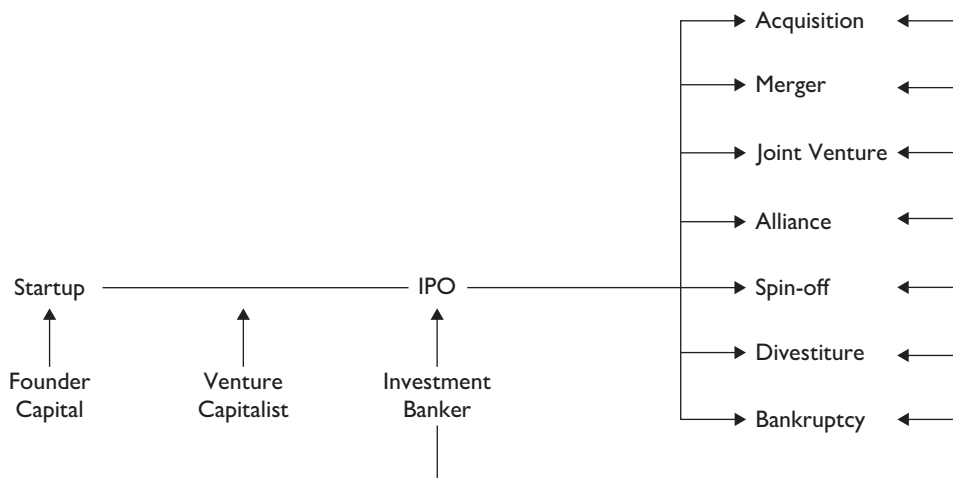 Acquisition
Merger
Joint Venture
Alliance
Startup
IPO
Spin-off
Divestiture
Founder
Capital
Venture
Capitalist
Investment
Banker
Bankruptcy